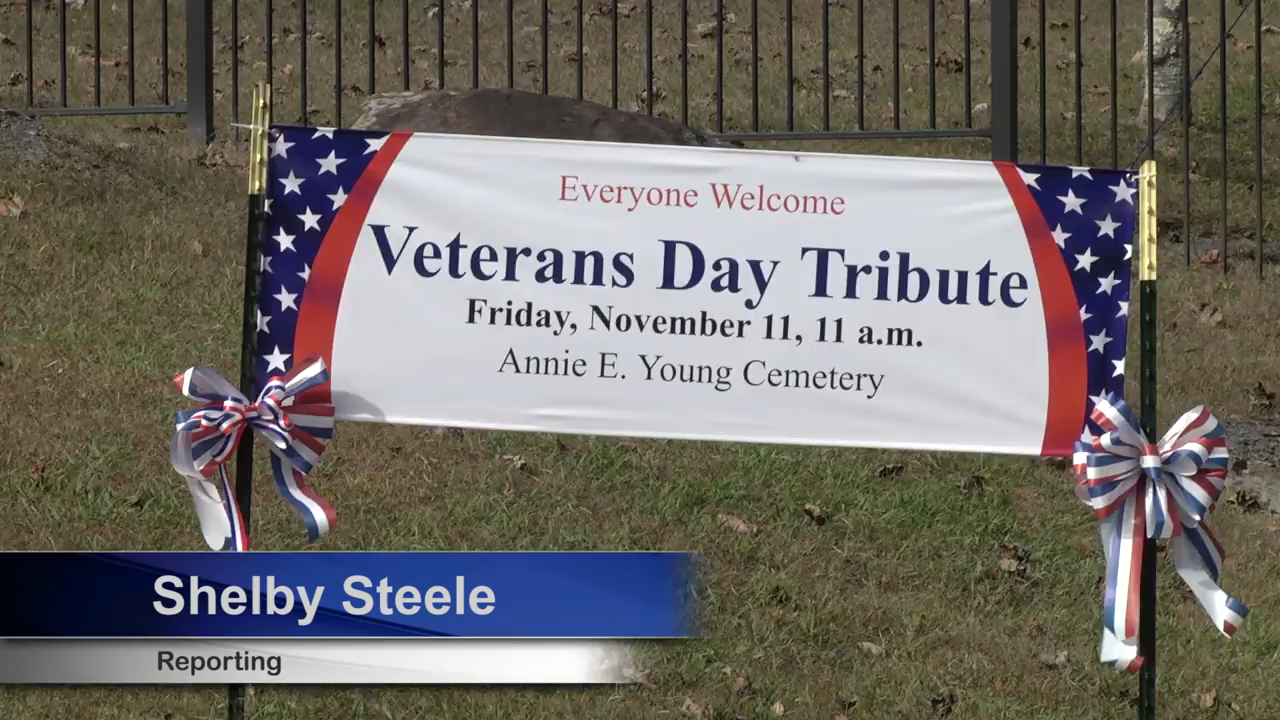 Everyone Welcome
Veterans Day Tribute
Friday, November 11, 11 a.m.
Annie E. Young Cemetery
Shelby Steele
Reporting